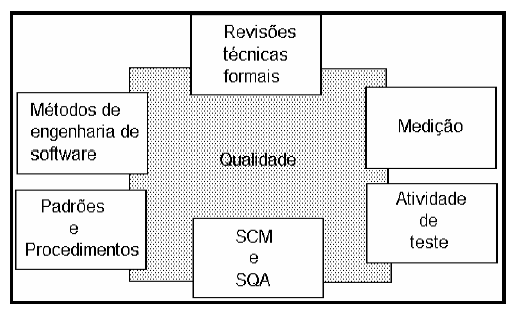 Revisões
técnicas
formais
Métodos de
engenharia de
software
Medição
Qualidade
Padrões
e
Procedimentos
Atividade
de
teste
SCM
e
SQA